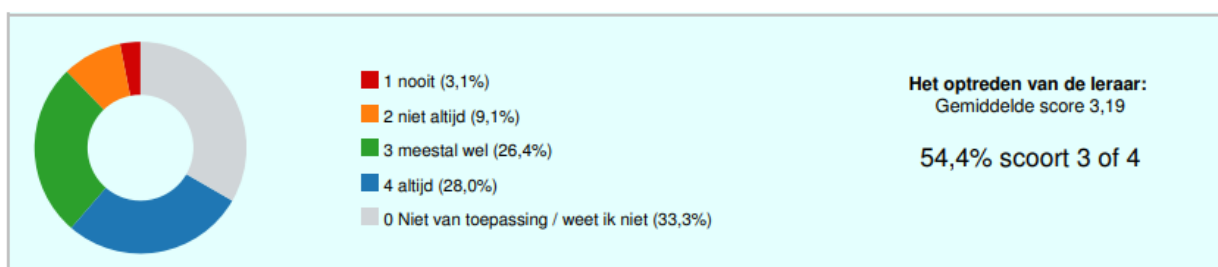 1 nooit (3,1%)
2 niet altijd (9,1%)
3 meestal wel (26,4%)
4 altijd (28,0%)
0 Niet van toepassing / weet ik niet (33,3%)
Het optreden van de leraar:
Gemiddelde score 3,19
54,4% scoort 3 of 4